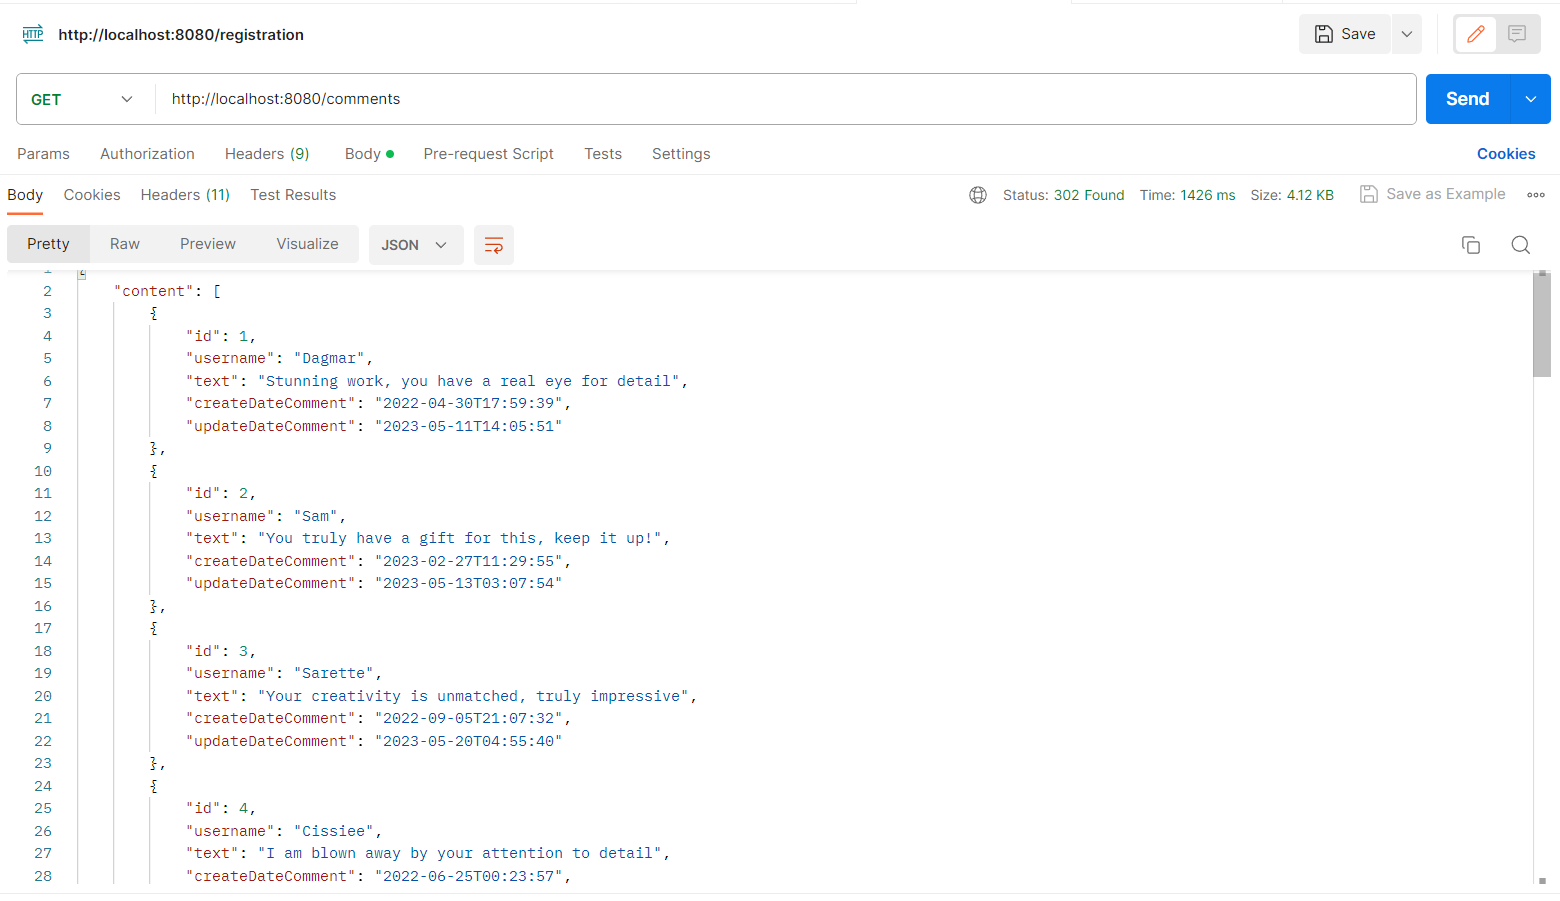 HTTP http://localhost:8080/registration Save
GET http://localhost:8080/comments Send
Params Authorization Headers (9) Body Pre-request Script Tests Settings Cookies
Body Cookies Headers (11) Test Results Status: 302 Found Time: 1426 ms Size: 4.12 KB Save as Example
Pretty Raw Preview Visualize JSON
1 {
2 "content": [
3 {
4 "id": 1,
5 "username": "Dagmar",
6 "text": "Stunning work, you have a real eye for detail",
7 "createDateComment": "2022-04-30T17:59:39",
8 "updateDateComment": "2023-05-11T14:05:51"
9 },
10 {
11 "id": 2,
12 "username": "Sam",
13 "text": "You truly have a gift for this, keep it up!",
14 "createDateComment": "2023-02-27T11:29:55",
15 "updateDateComment": "2023-05-13T03:07:54"
16 },
17 {
18 "id": 3,
19 "username": "Sarette",
20 "text": "Your creativity is unmatched, truly impressive",
21 "createDateComment": "2022-09-05T21:07:32",
22 "updateDateComment": "2023-05-20T04:55:40"
23 },
24 {
25 "id": 4,
26 "username": "Cissiee",
27 "text": "I am blown away by your attention to detail",
28 "createDateComment": "2022-06-25T00:23:57",